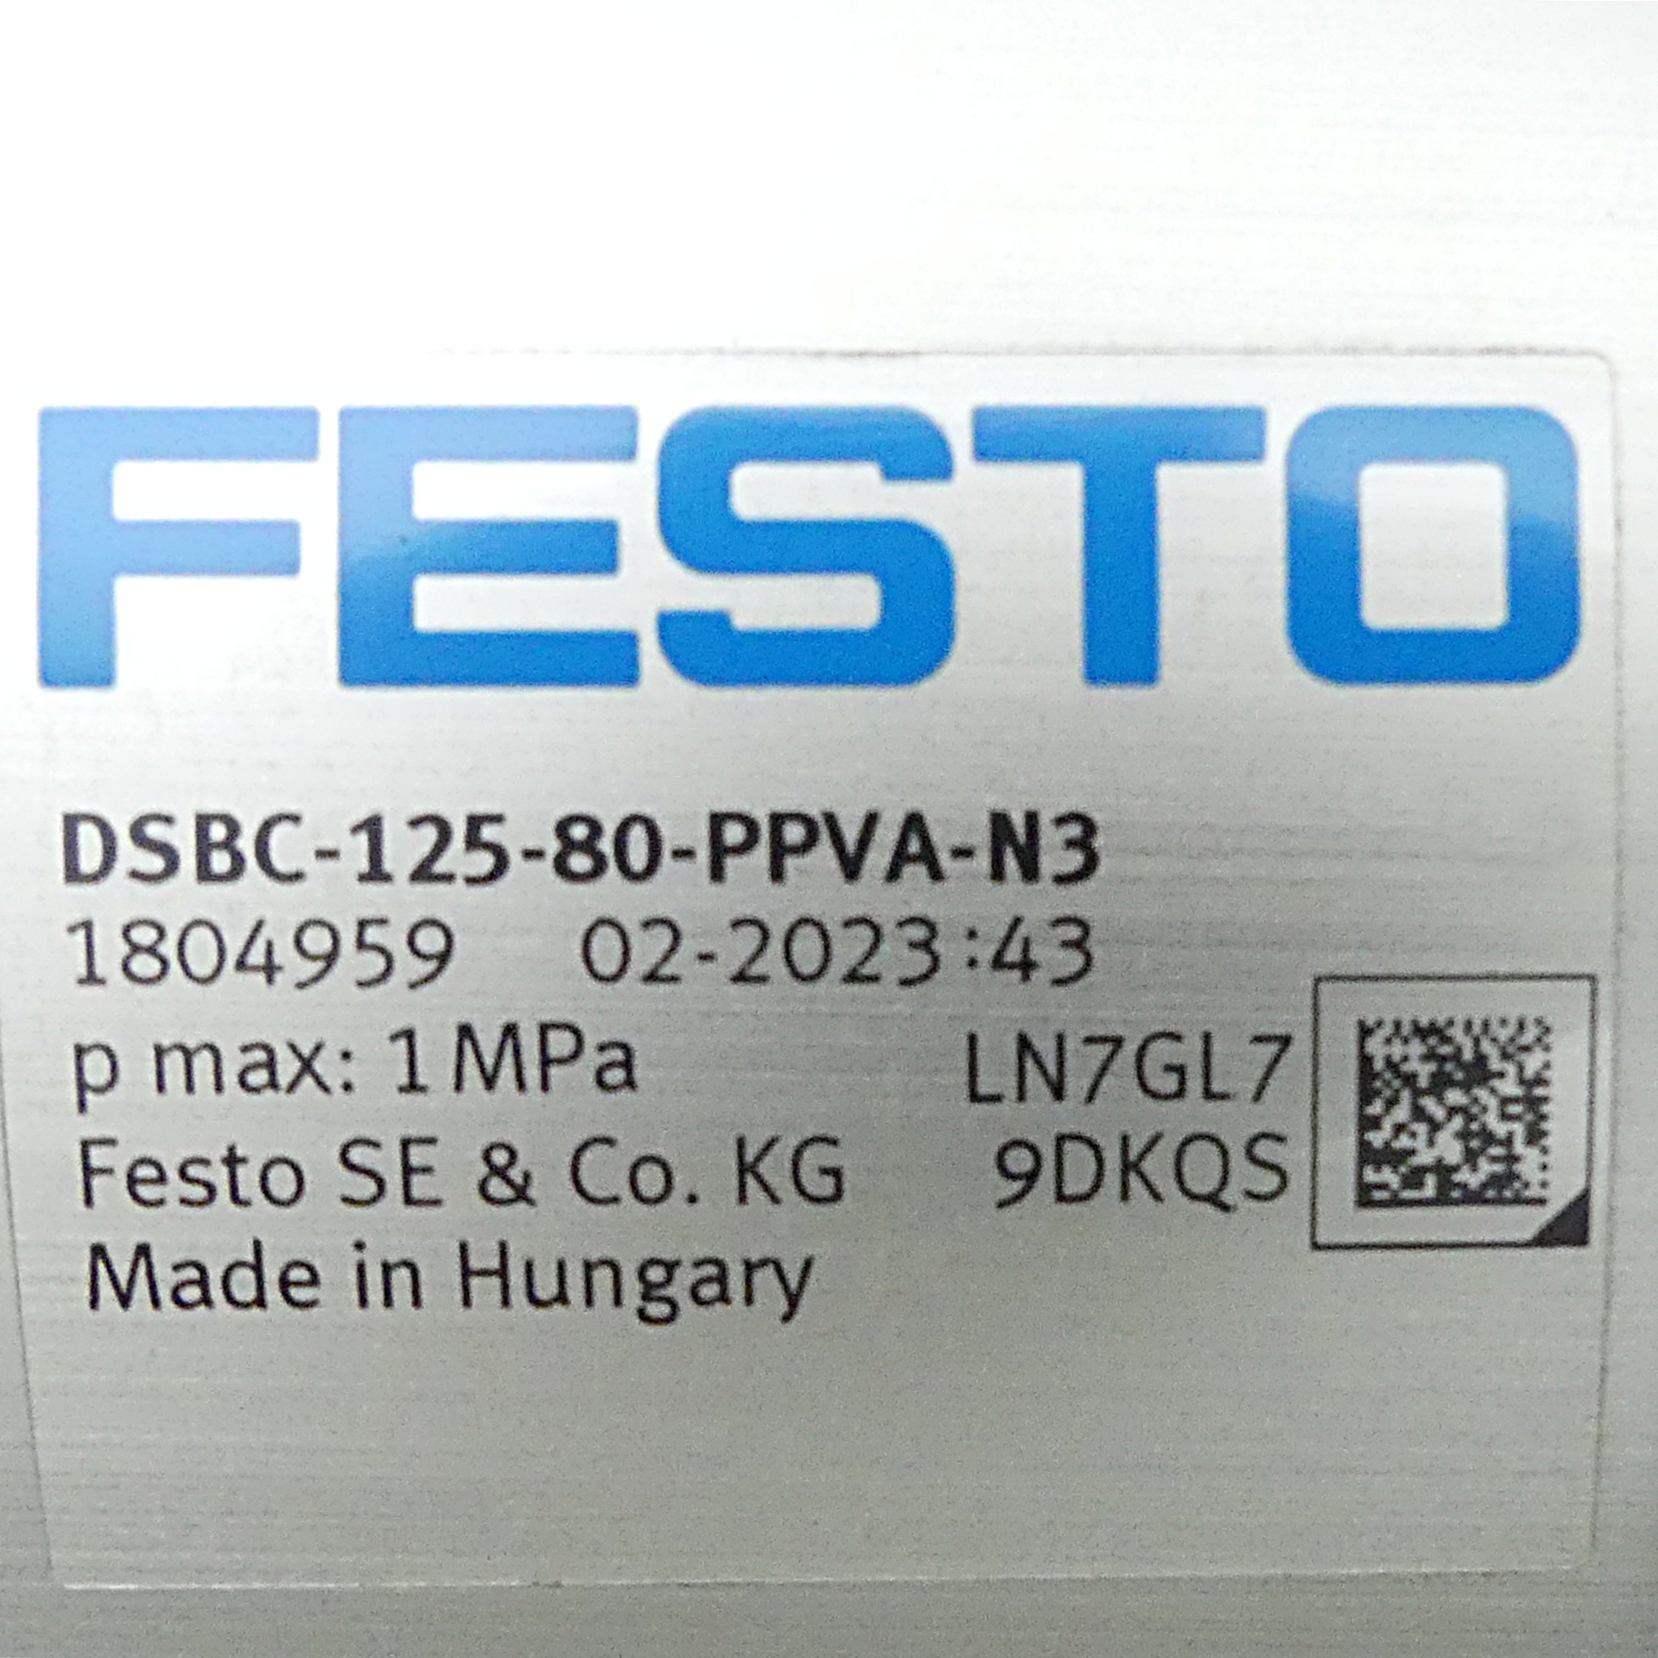 FESTO
DSBC-125-80-PPVA-N3
1804959 02-2023:43
p max: 1MPa LN7GL7
Festo SE & Co. KG 9DKQS
Made in Hungary